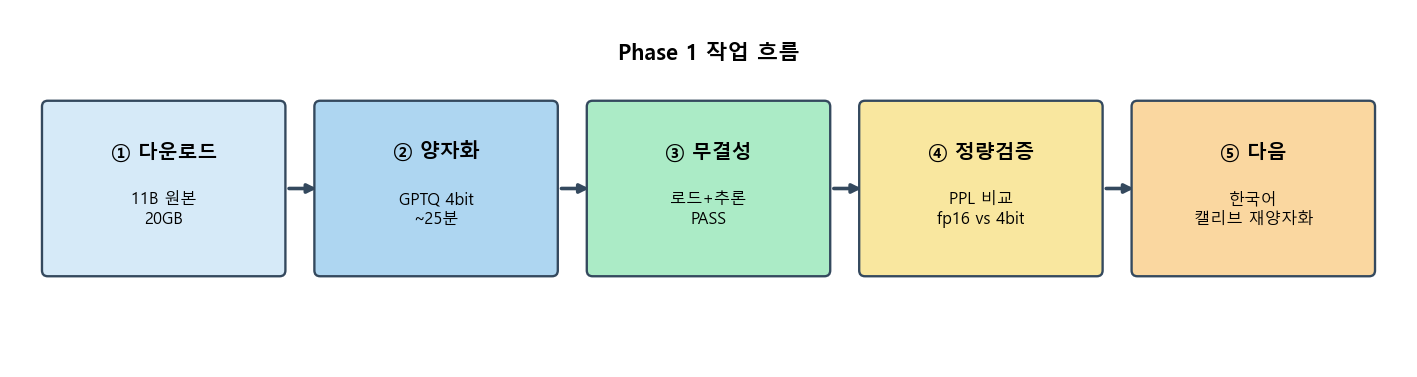 Phase 1 작업 흐름
① 다운로드
11B 원본
20GB
② 양자화
GPTQ 4bit
~25분
③ 무결성
로드+추론
PASS
④ 정량검증
PPL 비교
fp16 vs 4bit
⑤ 다음
한국어
캘리브 재양자화